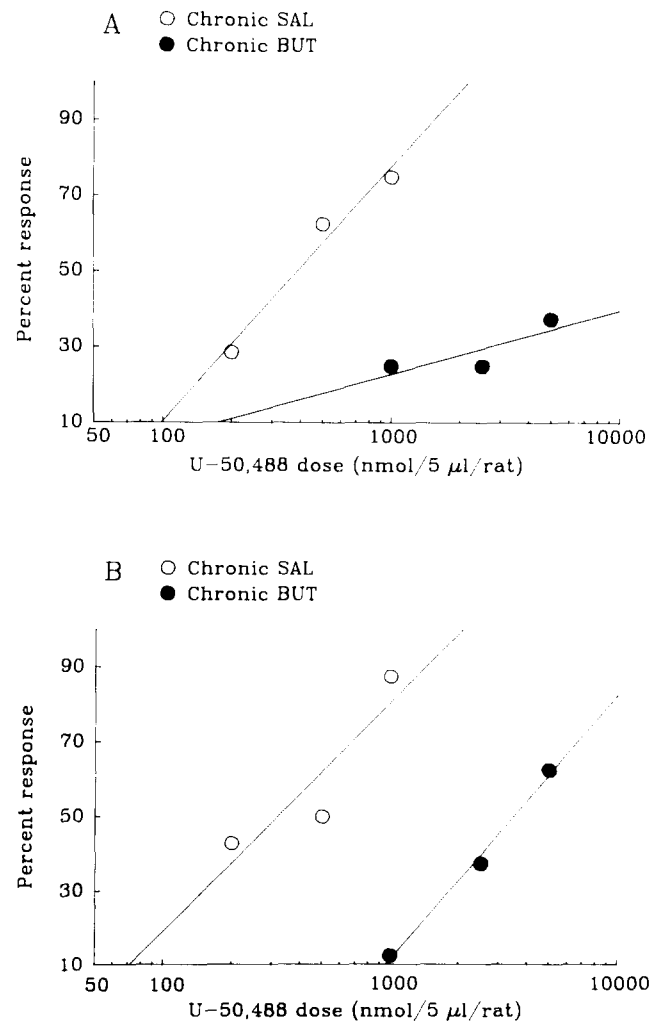 A
○ Chronic SAL
● Chronic BUT
90
70
50
30
10
Percent response
50
100
1000
10000
U-50,488 dose (nmol/5 μl/rat)
B
○ Chronic SAL
● Chronic BUT
90
70
50
30
10
Percent response
50
100
1000
10000
U-50,488 dose (nmol/5 μl/rat)